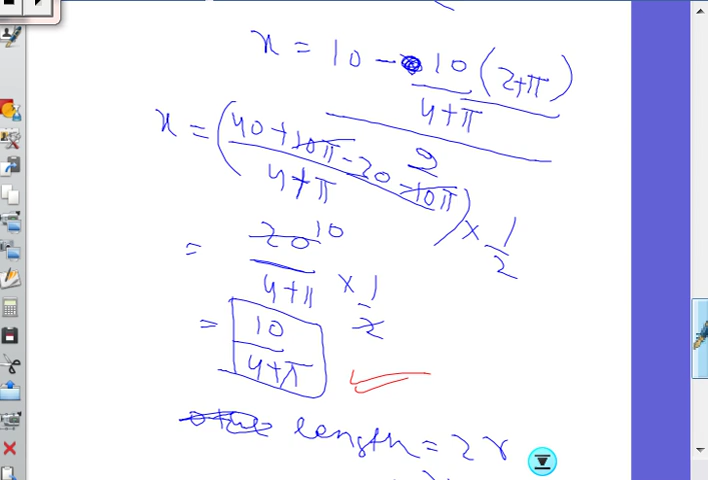 x = 10 - 10 (2+π)
4+π
2
x = (40+10π - 20 - 10π) × 1
4+π 2
= 20 10
4+π × 1
2
= 10
4+π
length = 2r